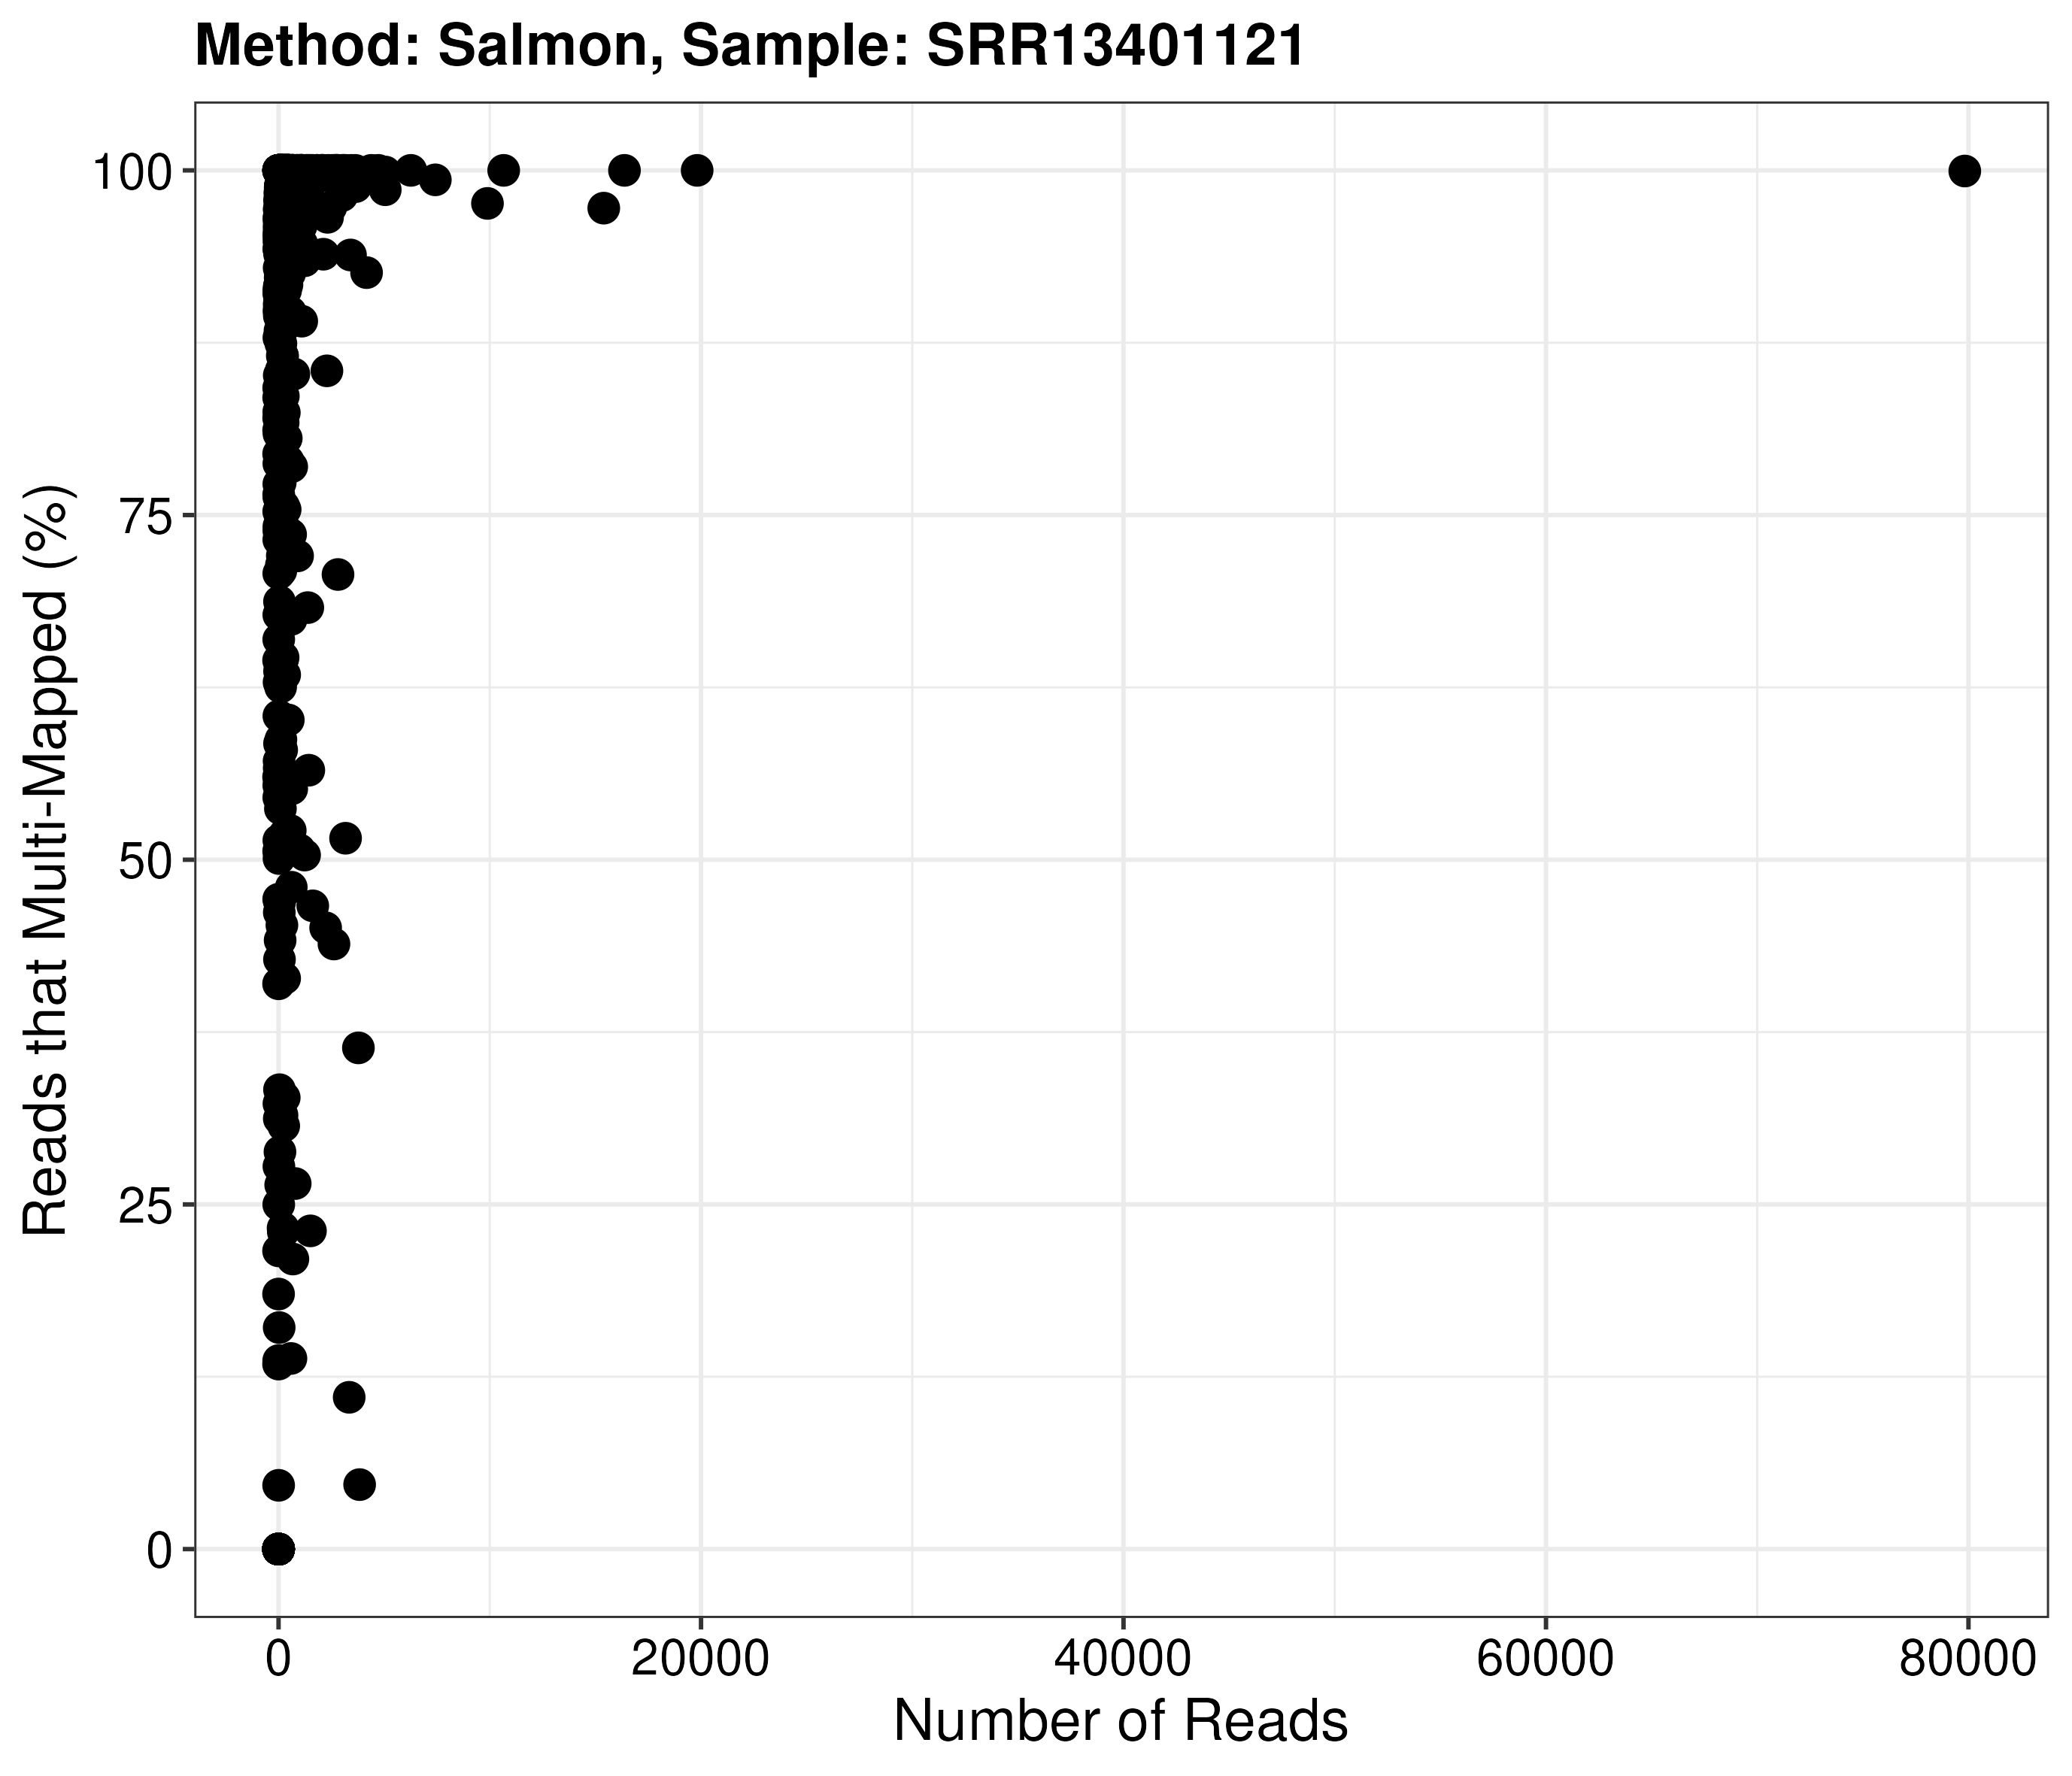 Method: Salmon, Sample: SRR13401121
Reads that Multi-Mapped (%)
100
75
50
25
0
0 20000 40000 60000 80000
Number of Reads